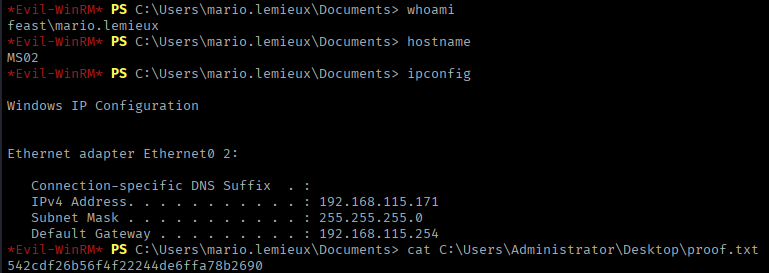 *Evil-WinRM* PS C:\Users\mario.lemieux\Documents> whoami
feast\mario.lemieux
*Evil-WinRM* PS C:\Users\mario.lemieux\Documents> hostname
MS02
*Evil-WinRM* PS C:\Users\mario.lemieux\Documents> ipconfig
Windows IP Configuration
Ethernet adapter Ethernet0 2:
Connection-specific DNS Suffix  . :
IPv4 Address. . . . . . . . . . . : 192.168.115.171
Subnet Mask . . . . . . . . . . . : 255.255.255.0
Default Gateway . . . . . . . . . : 192.168.115.254
*Evil-WinRM* PS C:\Users\mario.lemieux\Documents> cat C:\Users\Administrator\Desktop\proof.txt
542cdf26b56f4f22244de6ffa78b2690